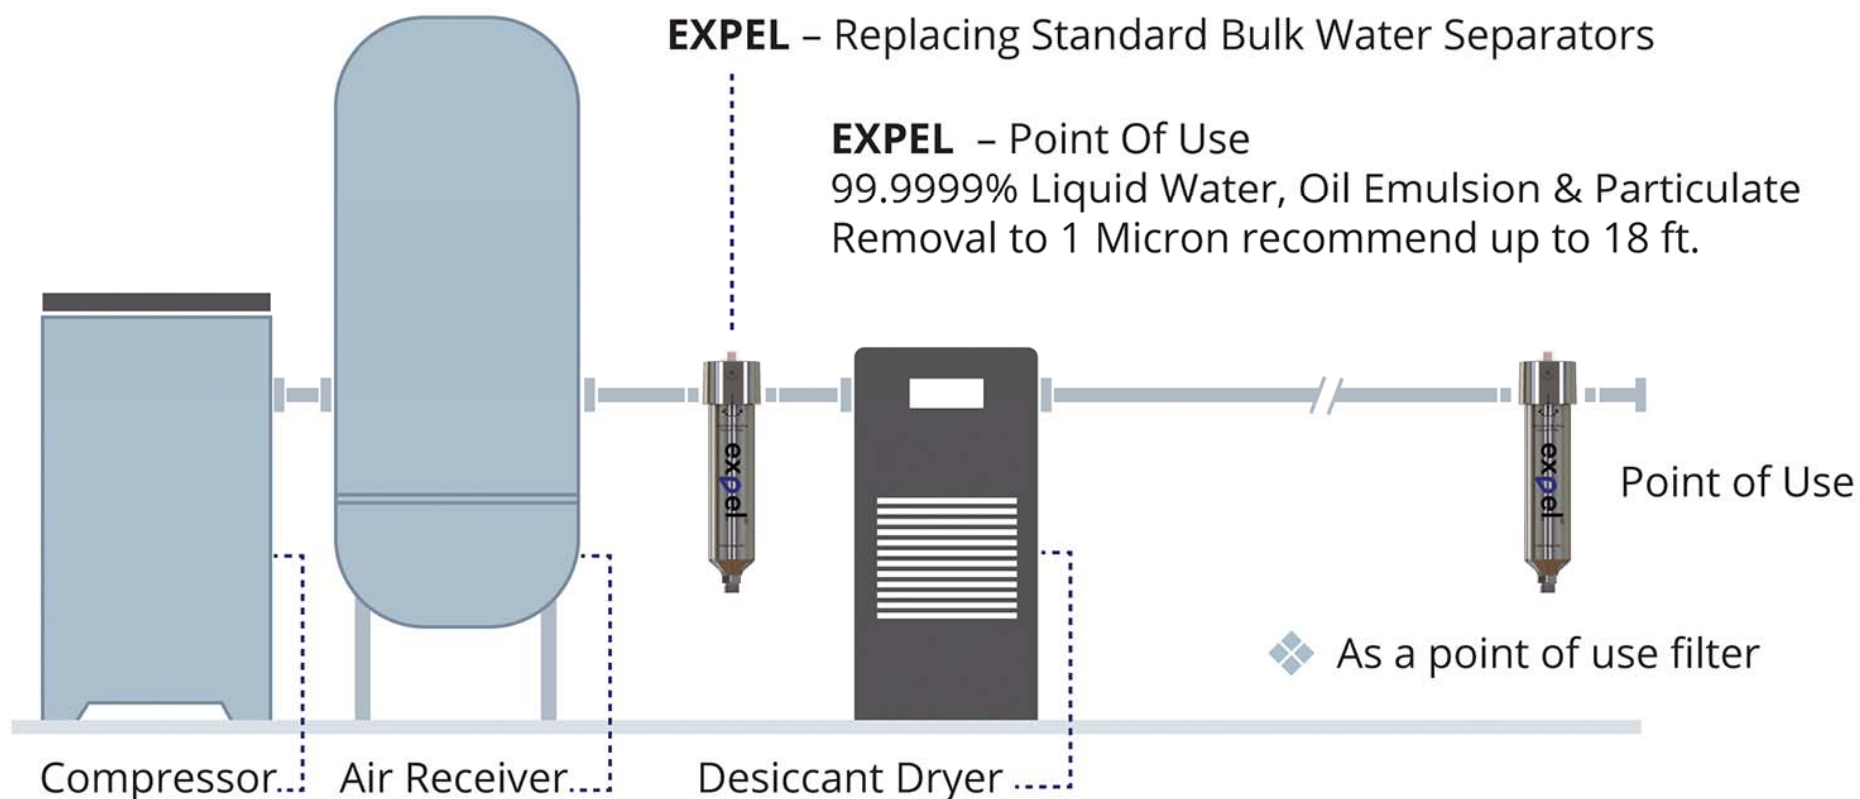 EXPEL – Replacing Standard Bulk Water Separators
EXPEL – Point Of Use
99.9999% Liquid Water, Oil Emulsion & Particulate
Removal to 1 Micron recommend up to 18 ft.
expel
expel
Point of Use
As a point of use filter
Compressor
Air Receiver
Desiccant Dryer